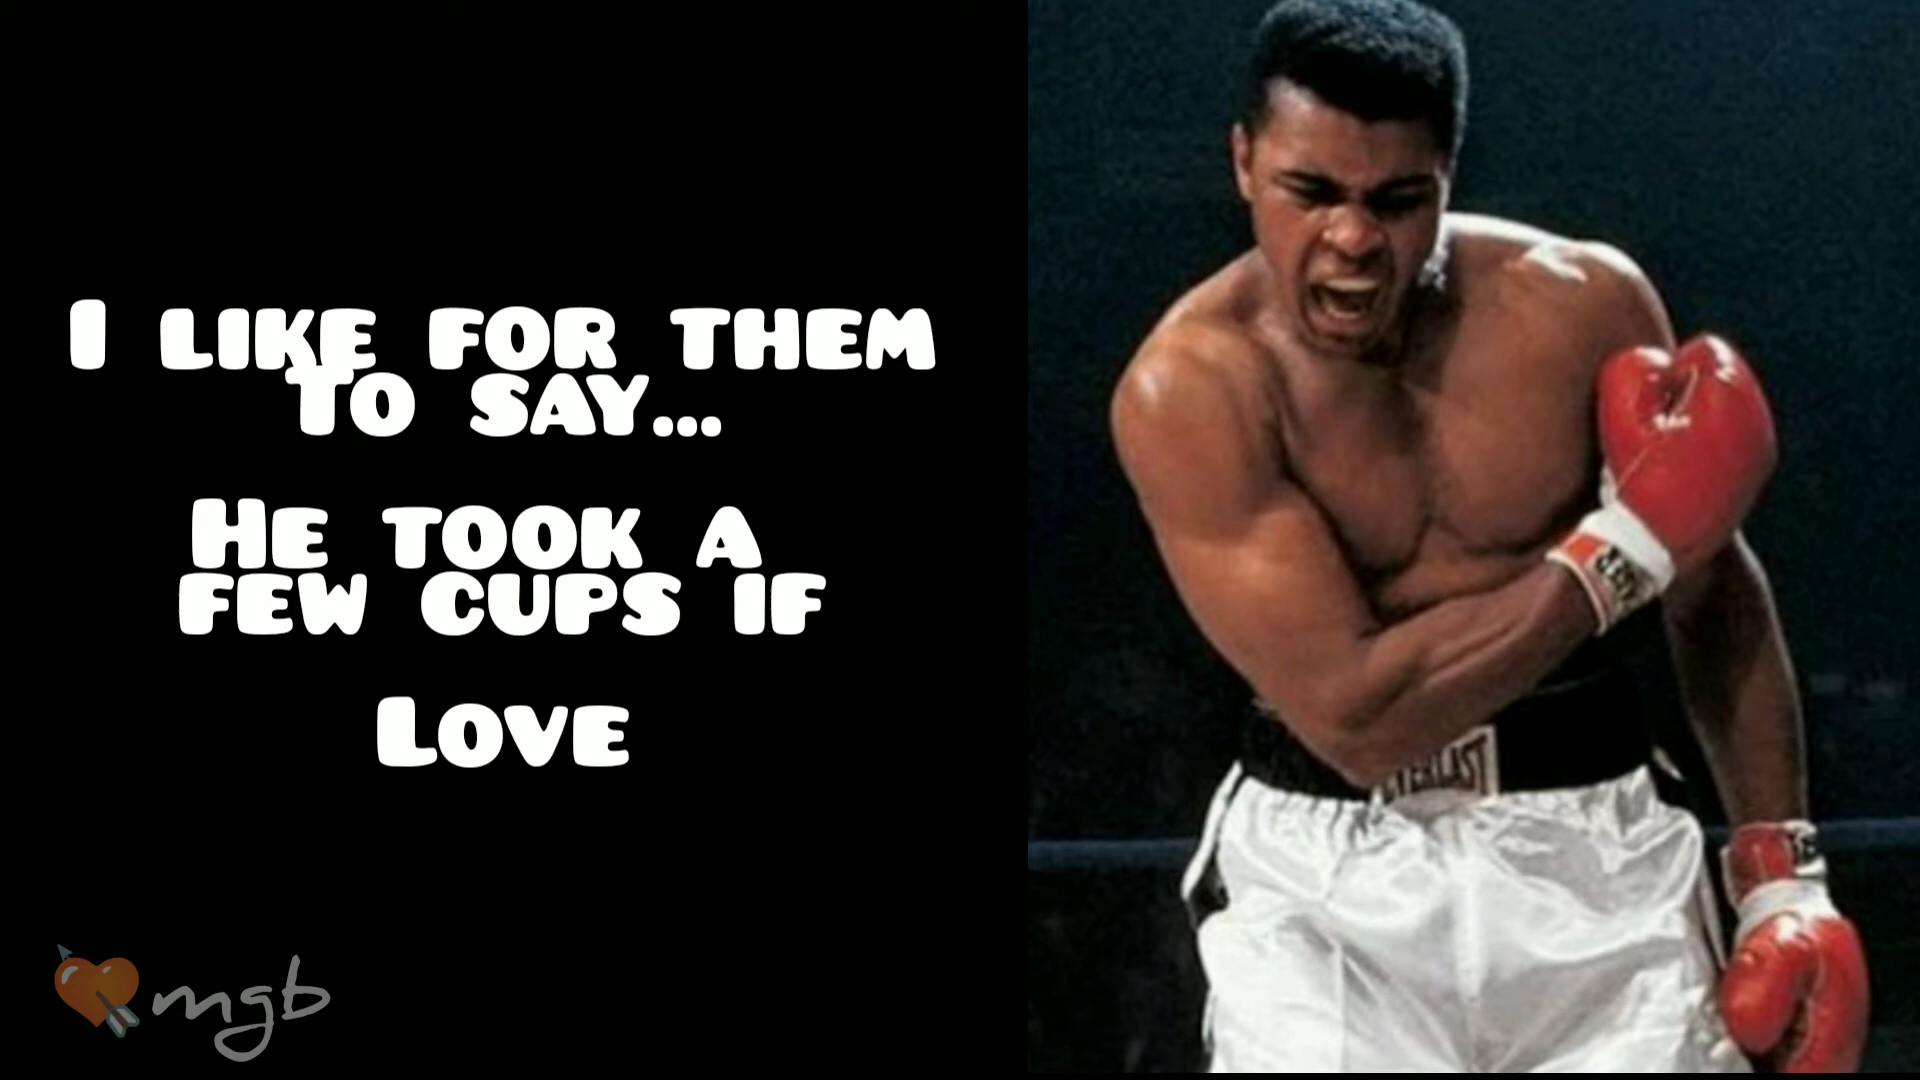 I LIKE FOR THEM
TO SAY...
HE TOOK A
FEW CUPS IF
LOVE
mgb
EVERLAST